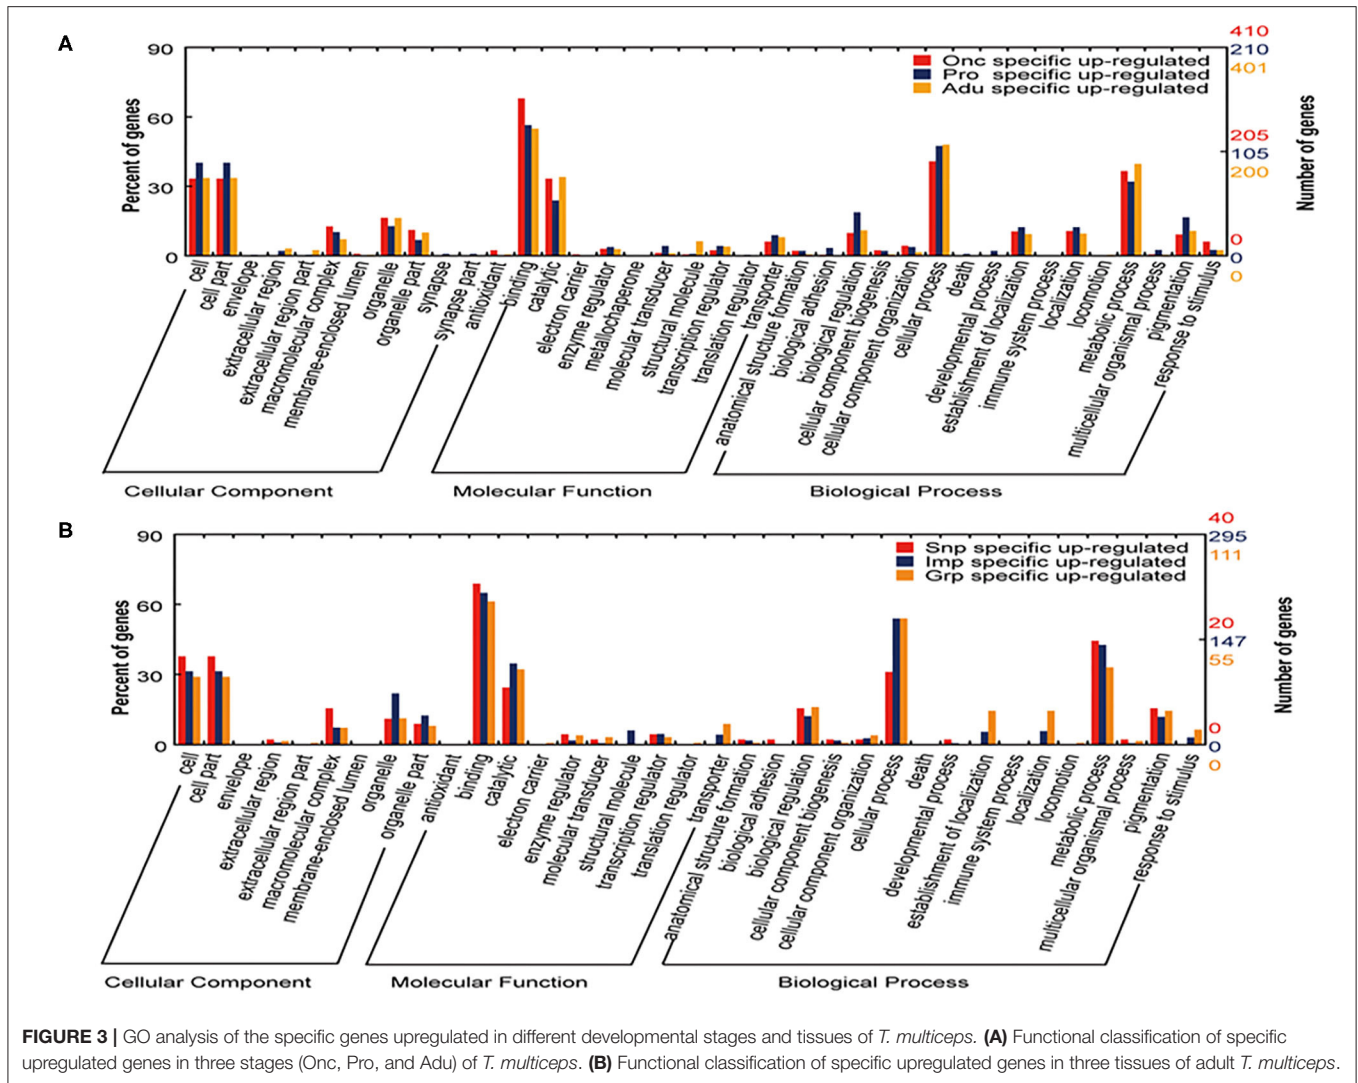 A
90
60
30
0
Percent of genes
Onc specific up-regulated
Pro specific up-regulated
Adu specific up-regulated
410
210
401
205
105
200
0
0
0
Number of genes
cell
cell part
envelope
extracellular region
extracellular region part
macromolecular complex
membrane-enclosed lumen
organelle
organelle part
synapse
synapse part
antioxidant
binding
catalytic
electron carrier
enzyme regulator
metallochaperone
molecular transducer
structural molecule
transcription regulator
translation regulator
transporter
anatomical structure formation
biological adhesion
biological regulation
cellular component biogenesis
cellular component organization
cellular process
death
developmental process
establishment of localization
immune system process
localization
locomotion
metabolic process
multicellular organismal process
pigmentation
response to stimulus
Cellular Component
Molecular Function
Biological Process
B
90
60
30
0
Percent of genes
Snp specific up-regulated
Imp specific up-regulated
Grp specific up-regulated
40
295
111
20
147
55
0
0
0
Number of genes
cell
cell part
envelope
extracellular region
extracellular region part
macromolecular complex
membrane-enclosed lumen
organelle
organelle part
antioxidant
binding
catalytic
electron carrier
enzyme regulator
molecular transducer
structural molecule
transcription regulator
translation regulator
transporter
anatomical structure formation
biological adhesion
biological regulation
cellular component biogenesis
cellular component organization
cellular process
death
developmental process
establishment of localization
immune system process
localization
locomotion
metabolic process
multicellular organismal process
pigmentation
response to stimulus
Cellular Component
Molecular Function
Biological Process
FIGURE 3 | GO analysis of the specific genes upregulated in different developmental stages and tissues of T. multiceps. (A) Functional classification of specific
upregulated genes in three stages (Onc, Pro, and Adu) of T. multiceps. (B) Functional classification of specific upregulated genes in three tissues of adult T. multiceps.